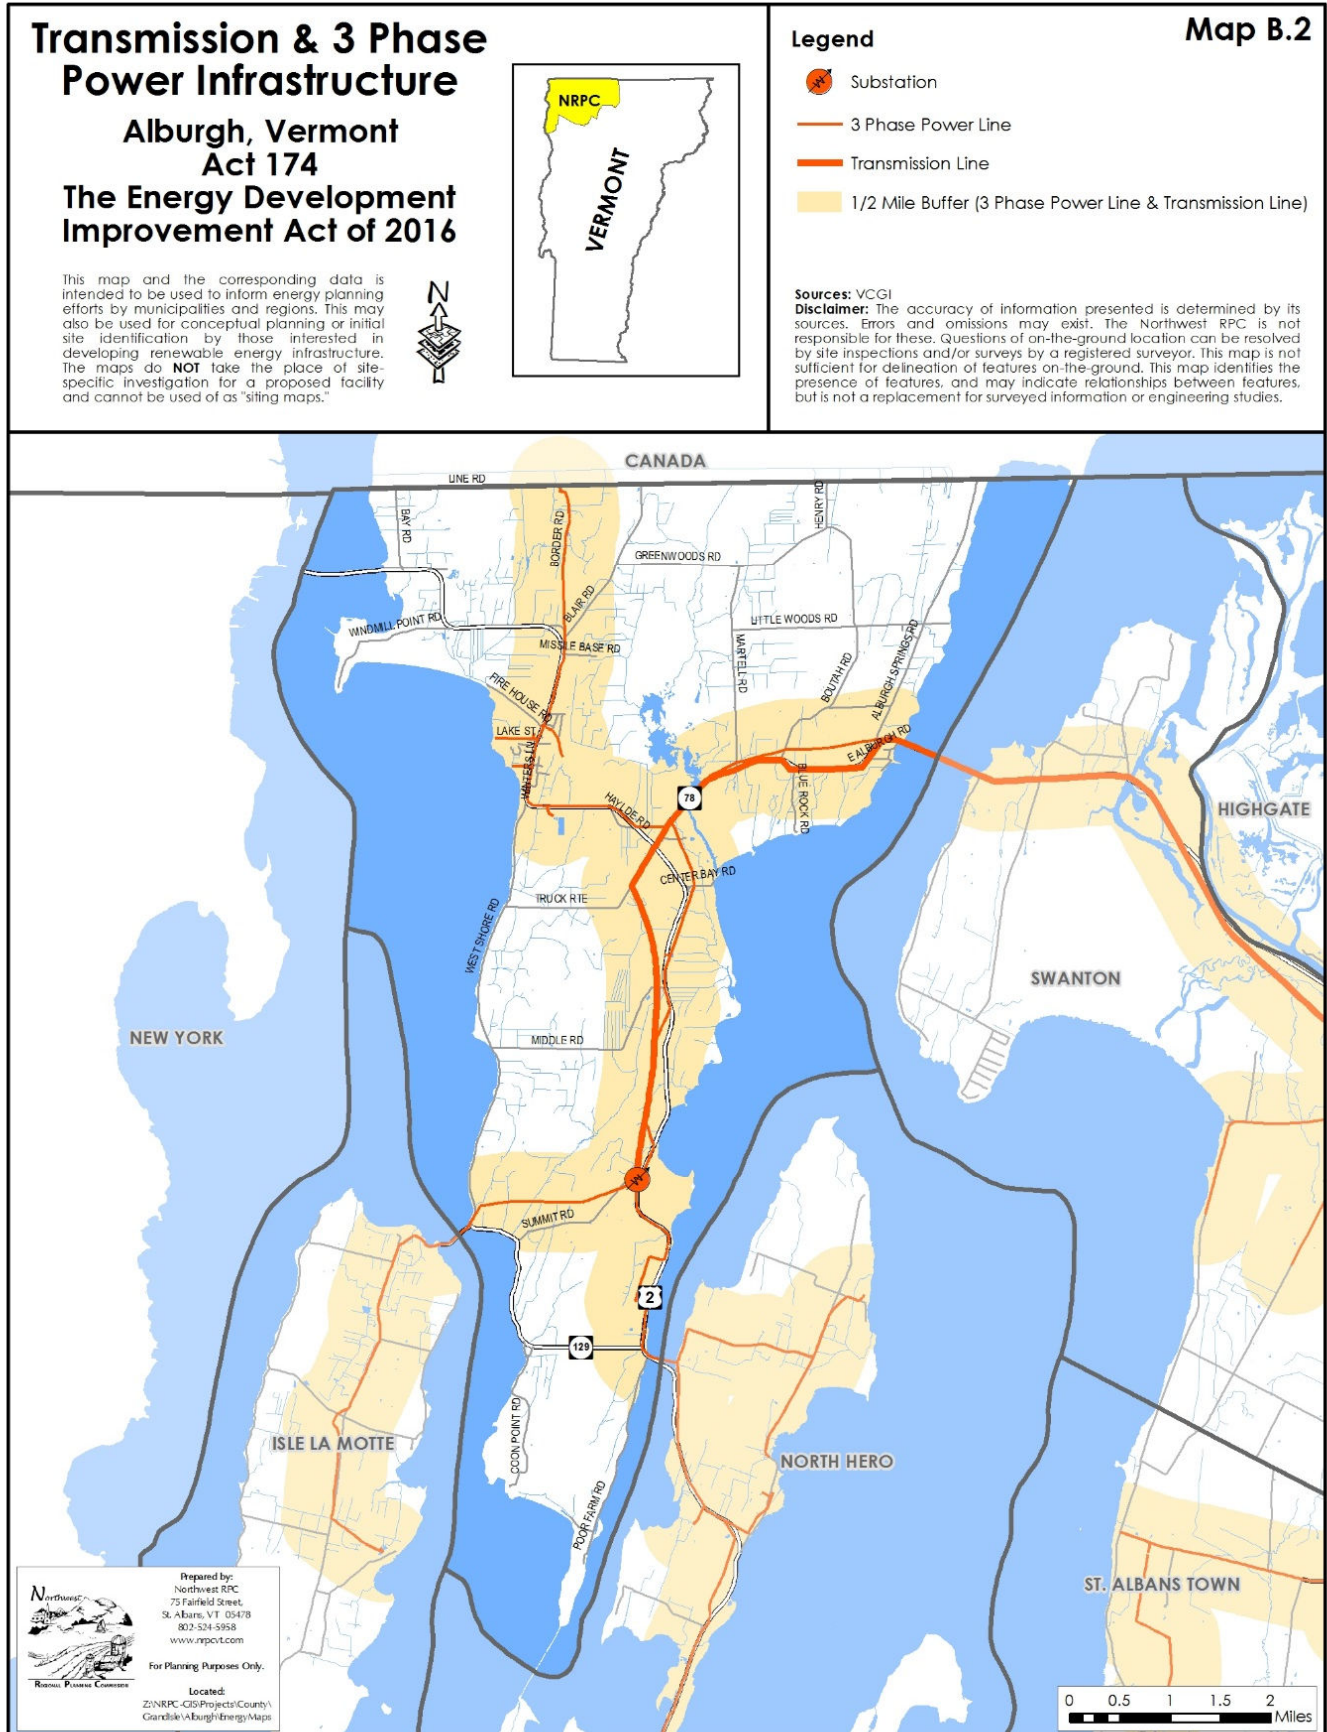 Transmission & 3 Phase
Power Infrastructure
Alburgh, Vermont
Act 174
The Energy Development
Improvement Act of 2016
This map and the corresponding data is
intended to be used to inform energy planning
efforts by municipalities and regions. This may
also be used for conceptual planning or initial
site identification by those interested in
developing renewable energy infrastructure.
The maps do NOT take the place of site-
specific investigation for a proposed facility
and cannot be used of as "siting maps."
N
NRPC
VERMONT
Map B.2
Legend
Substation
3 Phase Power Line
Transmission Line
1/2 Mile Buffer (3 Phase Power Line & Transmission Line)
Sources: VCGI
Disclaimer: The accuracy of information presented is determined by its
sources. Errors and omissions may exist. The Northwest RPC is not
responsible for these. Questions of on-the-ground location can be resolved
by site inspections and/or surveys by a registered surveyor. This map is not
sufficient for delineation of features on-the-ground. This map identifies the
presence of features, and may indicate relationships between features,
but is not a replacement for surveyed information or engineering studies.
CANADA
LINE RD
BAY RD
BORDER RD
HENRY RD
GREENWOODS RD
BLAIR RD
WINDMILL POINT RD
LITTLE WOODS RD
MISSLE BASE RD
MARTELL RD
BOUTAH RD
ALBURGH SPRINGS RD
FIRE HOUSE RD
LAKE ST
E ALBURGH RD
WINTERS LN
BLUE ROCK RD
78
HAYLDE RD
HIGHGATE
CENTER BAY RD
TRUCK RTE
WEST SHORE RD
SWANTON
NEW YORK
MIDDLE RD
SUMMIT RD
2
129
COON POINT RD
ISLE LA MOTTE
NORTH HERO
POOR FARM RD
ST. ALBANS TOWN
Northwest
REGIONAL PLANNING COMMISSION
Prepared by:
Northwest RPC
75 Fairfield Street,
St. Albans, VT 05478
802-524-5958
www.nrpcvt.com
For Planning Purposes Only.
Located:
Z:\NRPC-GIS\Projects\County\
GrandIsle\Alburgh\EnergyMaps
0 0.5 1 1.5 2
Miles